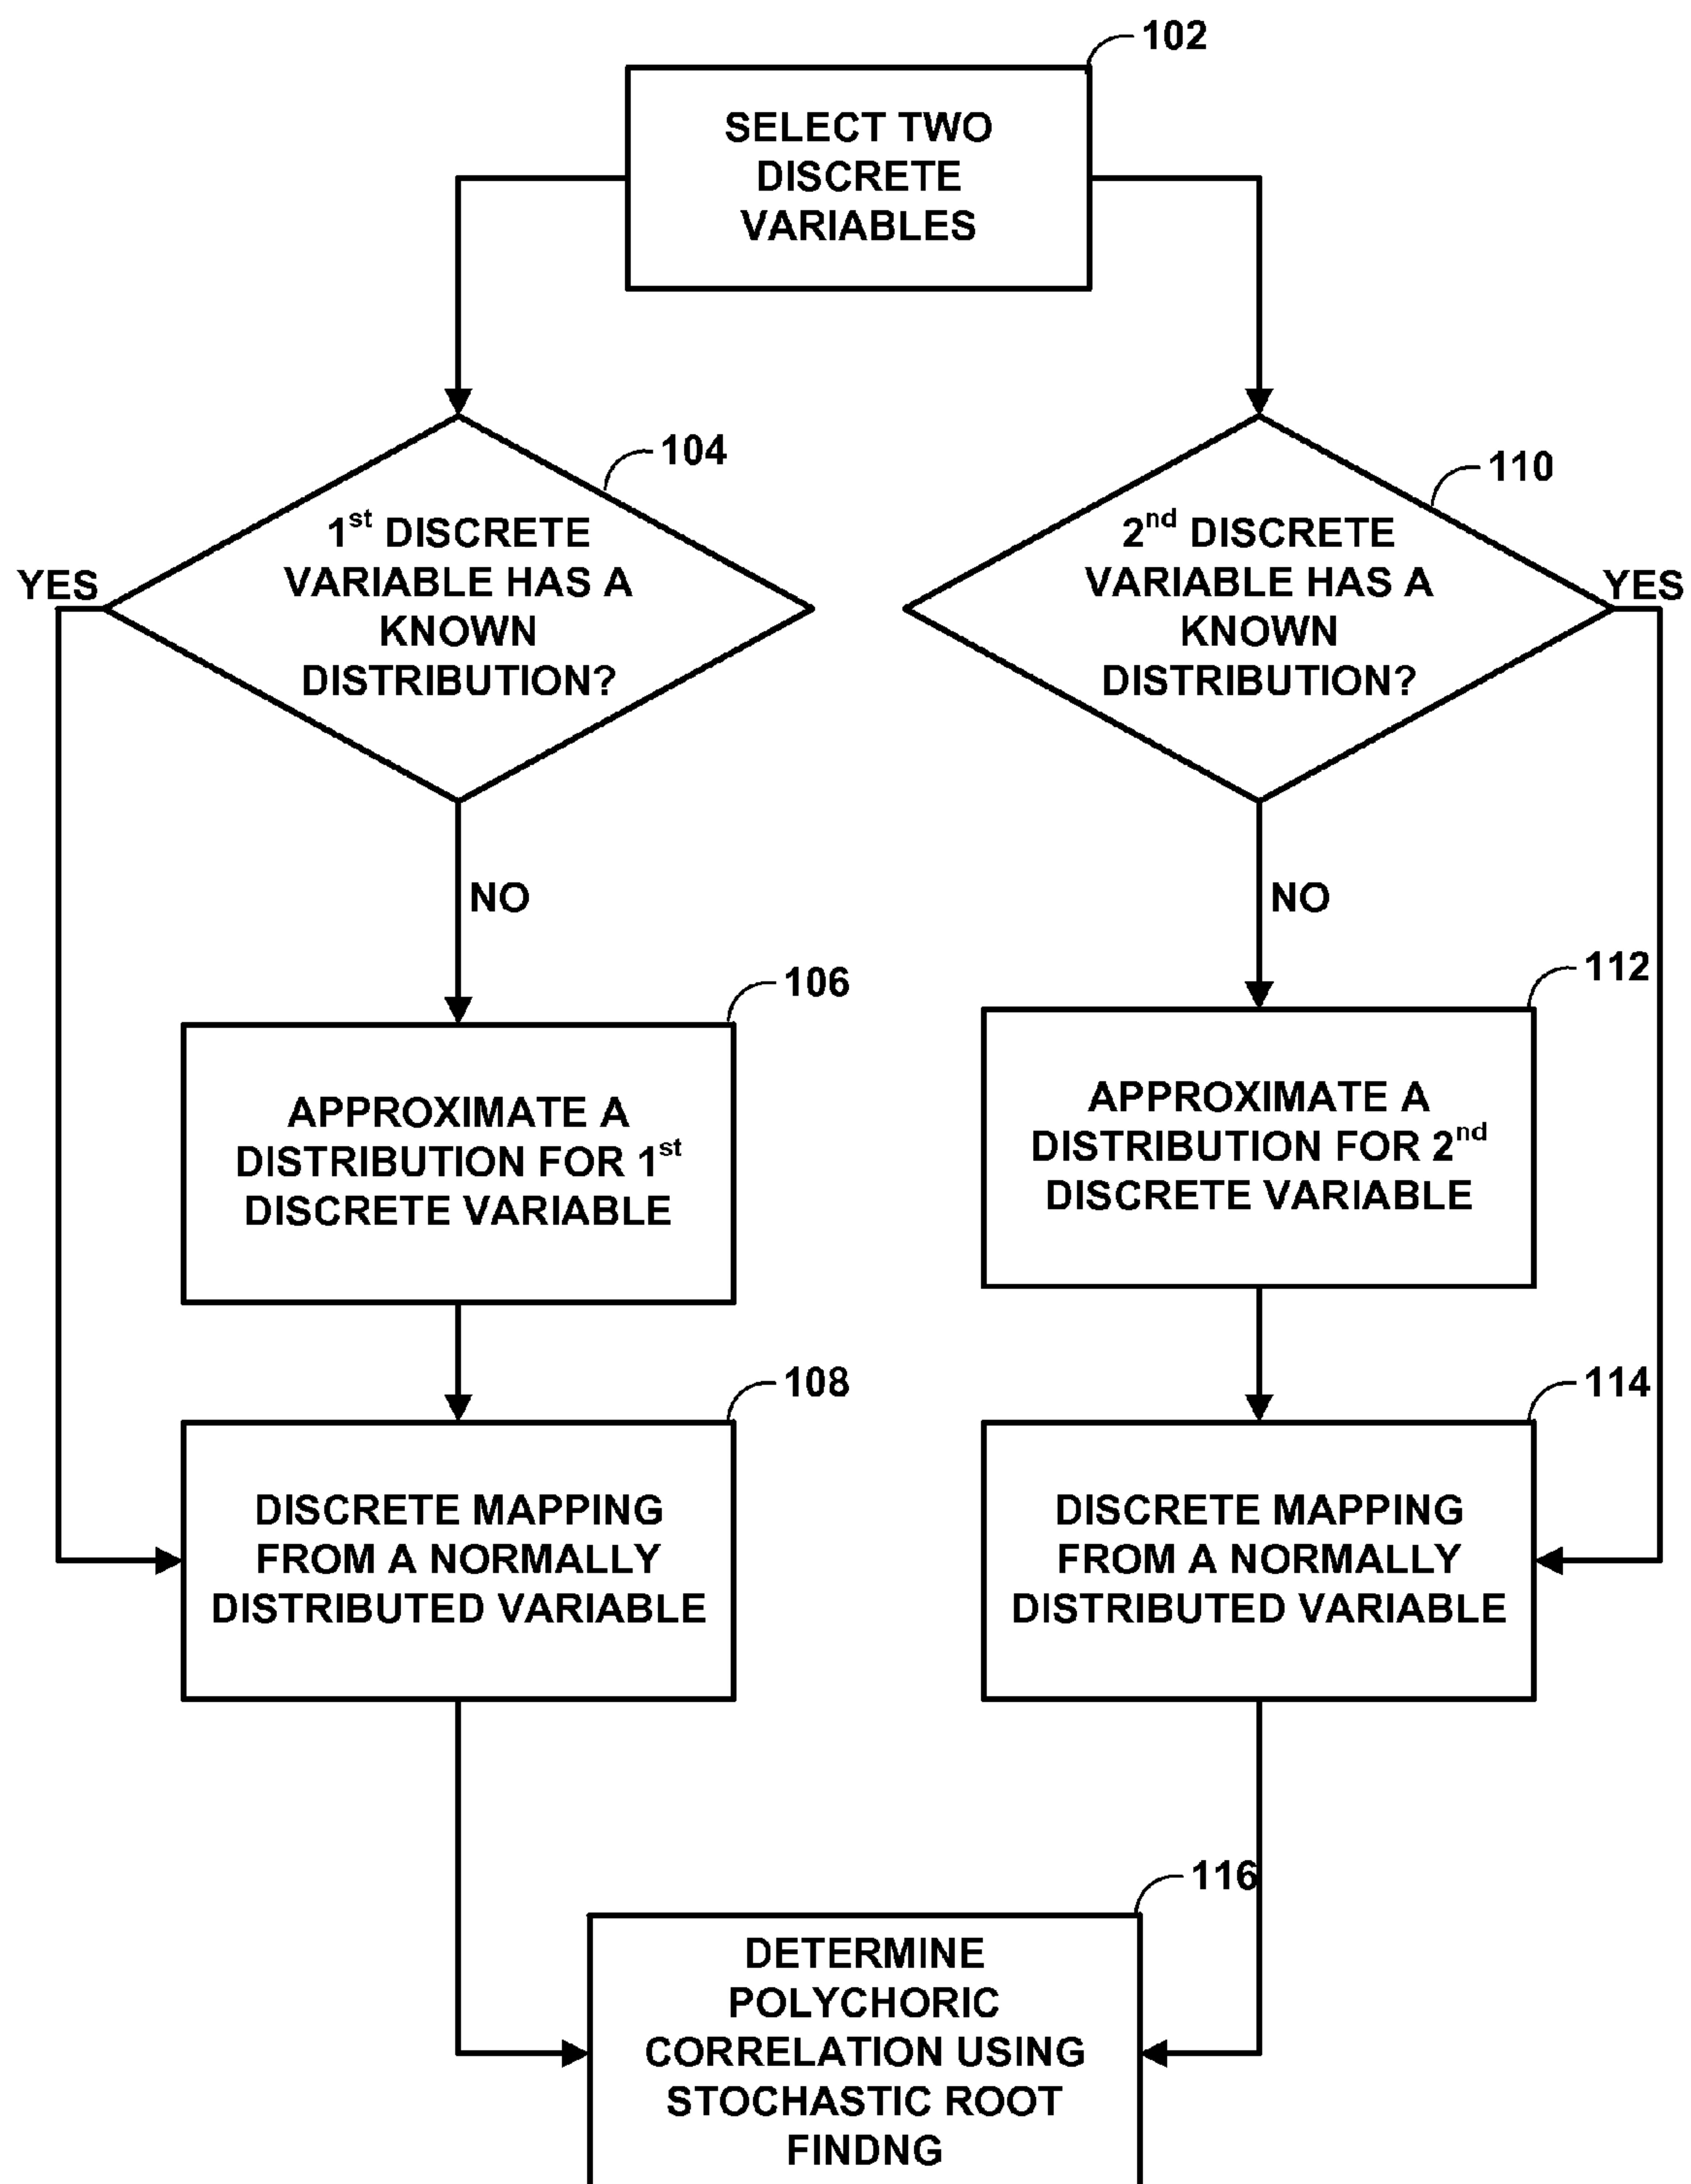 102
SELECT TWO
DISCRETE
VARIABLES
104
1st DISCRETE
VARIABLE HAS A
KNOWN
DISTRIBUTION?
YES
NO
110
2nd DISCRETE
VARIABLE HAS A
KNOWN
DISTRIBUTION?
YES
NO
106
APPROXIMATE A
DISTRIBUTION FOR 1st
DISCRETE VARIABLE
112
APPROXIMATE A
DISTRIBUTION FOR 2nd
DISCRETE VARIABLE
108
DISCRETE MAPPING
FROM A NORMALLY
DISTRIBUTED VARIABLE
114
DISCRETE MAPPING
FROM A NORMALLY
DISTRIBUTED VARIABLE
116
DETERMINE
POLYCHORIC
CORRELATION USING
STOCHASTIC ROOT
FINDNG